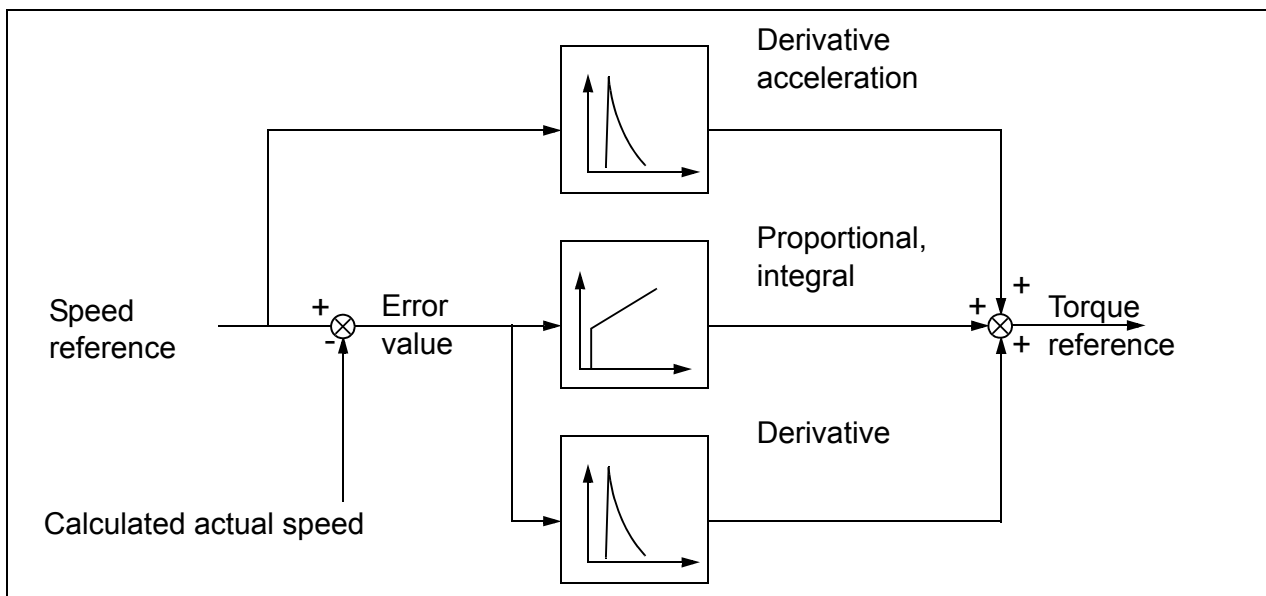 Derivative
acceleration
Proportional,
integral
+
+
+
Speed
reference
+
-
Error
value
+
Torque
reference
Derivative
Calculated actual speed